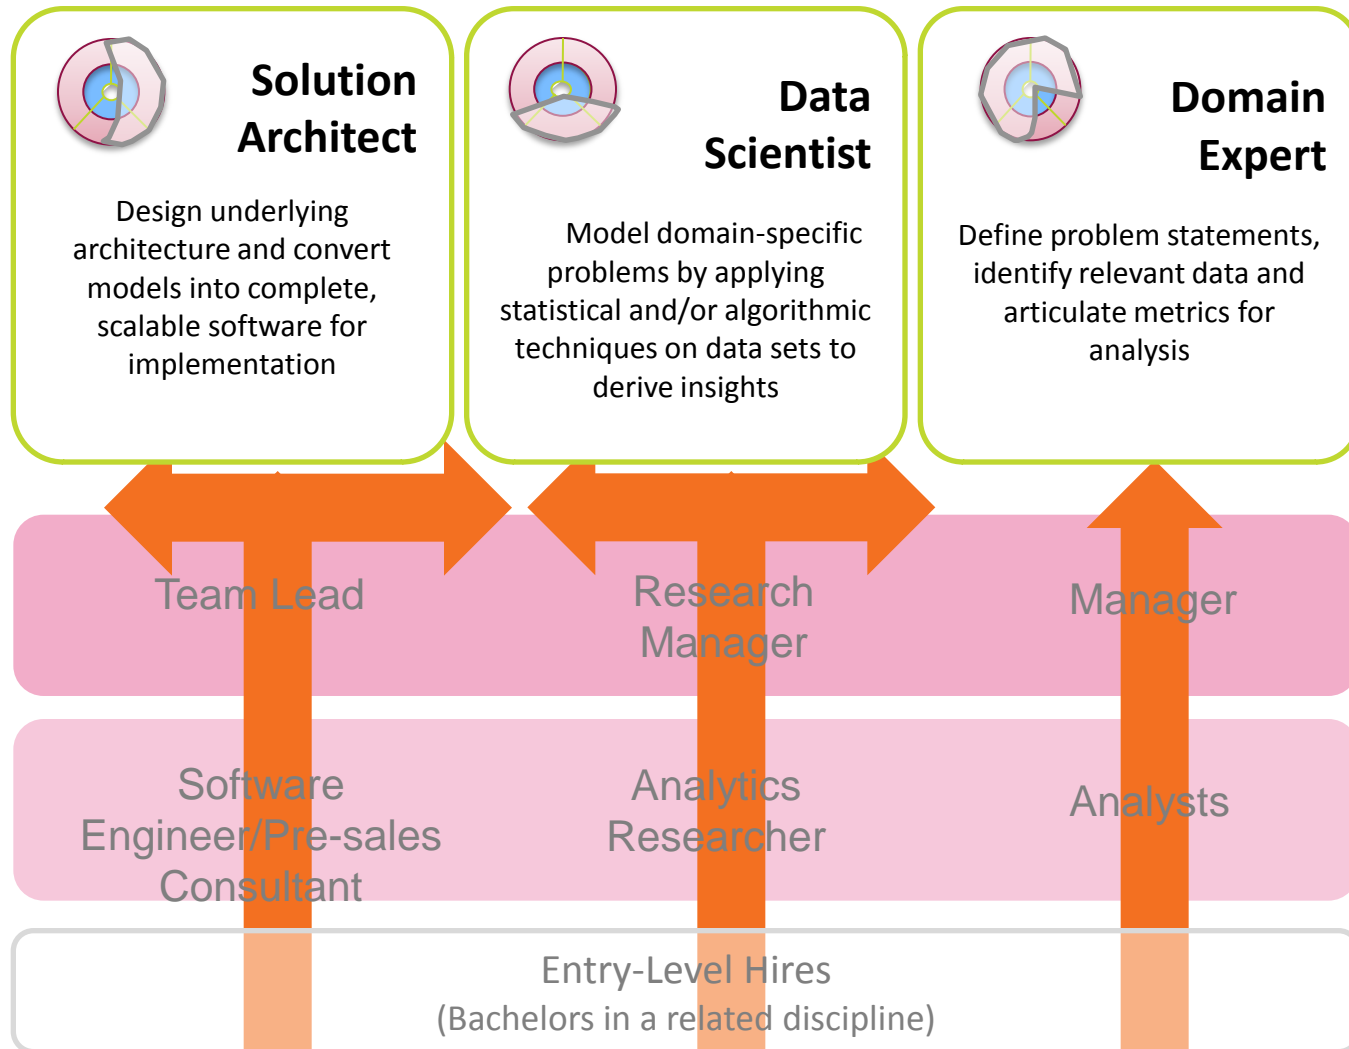 Solution
Architect
Design underlying
architecture and convert
models into complete,
scalable software for
implementation
Data
Scientist
Model domain-specific
problems by applying
statistical and/or algorithmic
techniques on data sets to
derive insights
Domain
Expert
Define problem statements,
identify relevant data and
articulate metrics for
analysis
Team Lead
Research
Manager
Manager
Software
Engineer/Pre-sales
Consultant
Analytics
Researcher
Analysts
Entry-Level Hires
(Bachelors in a related discipline)